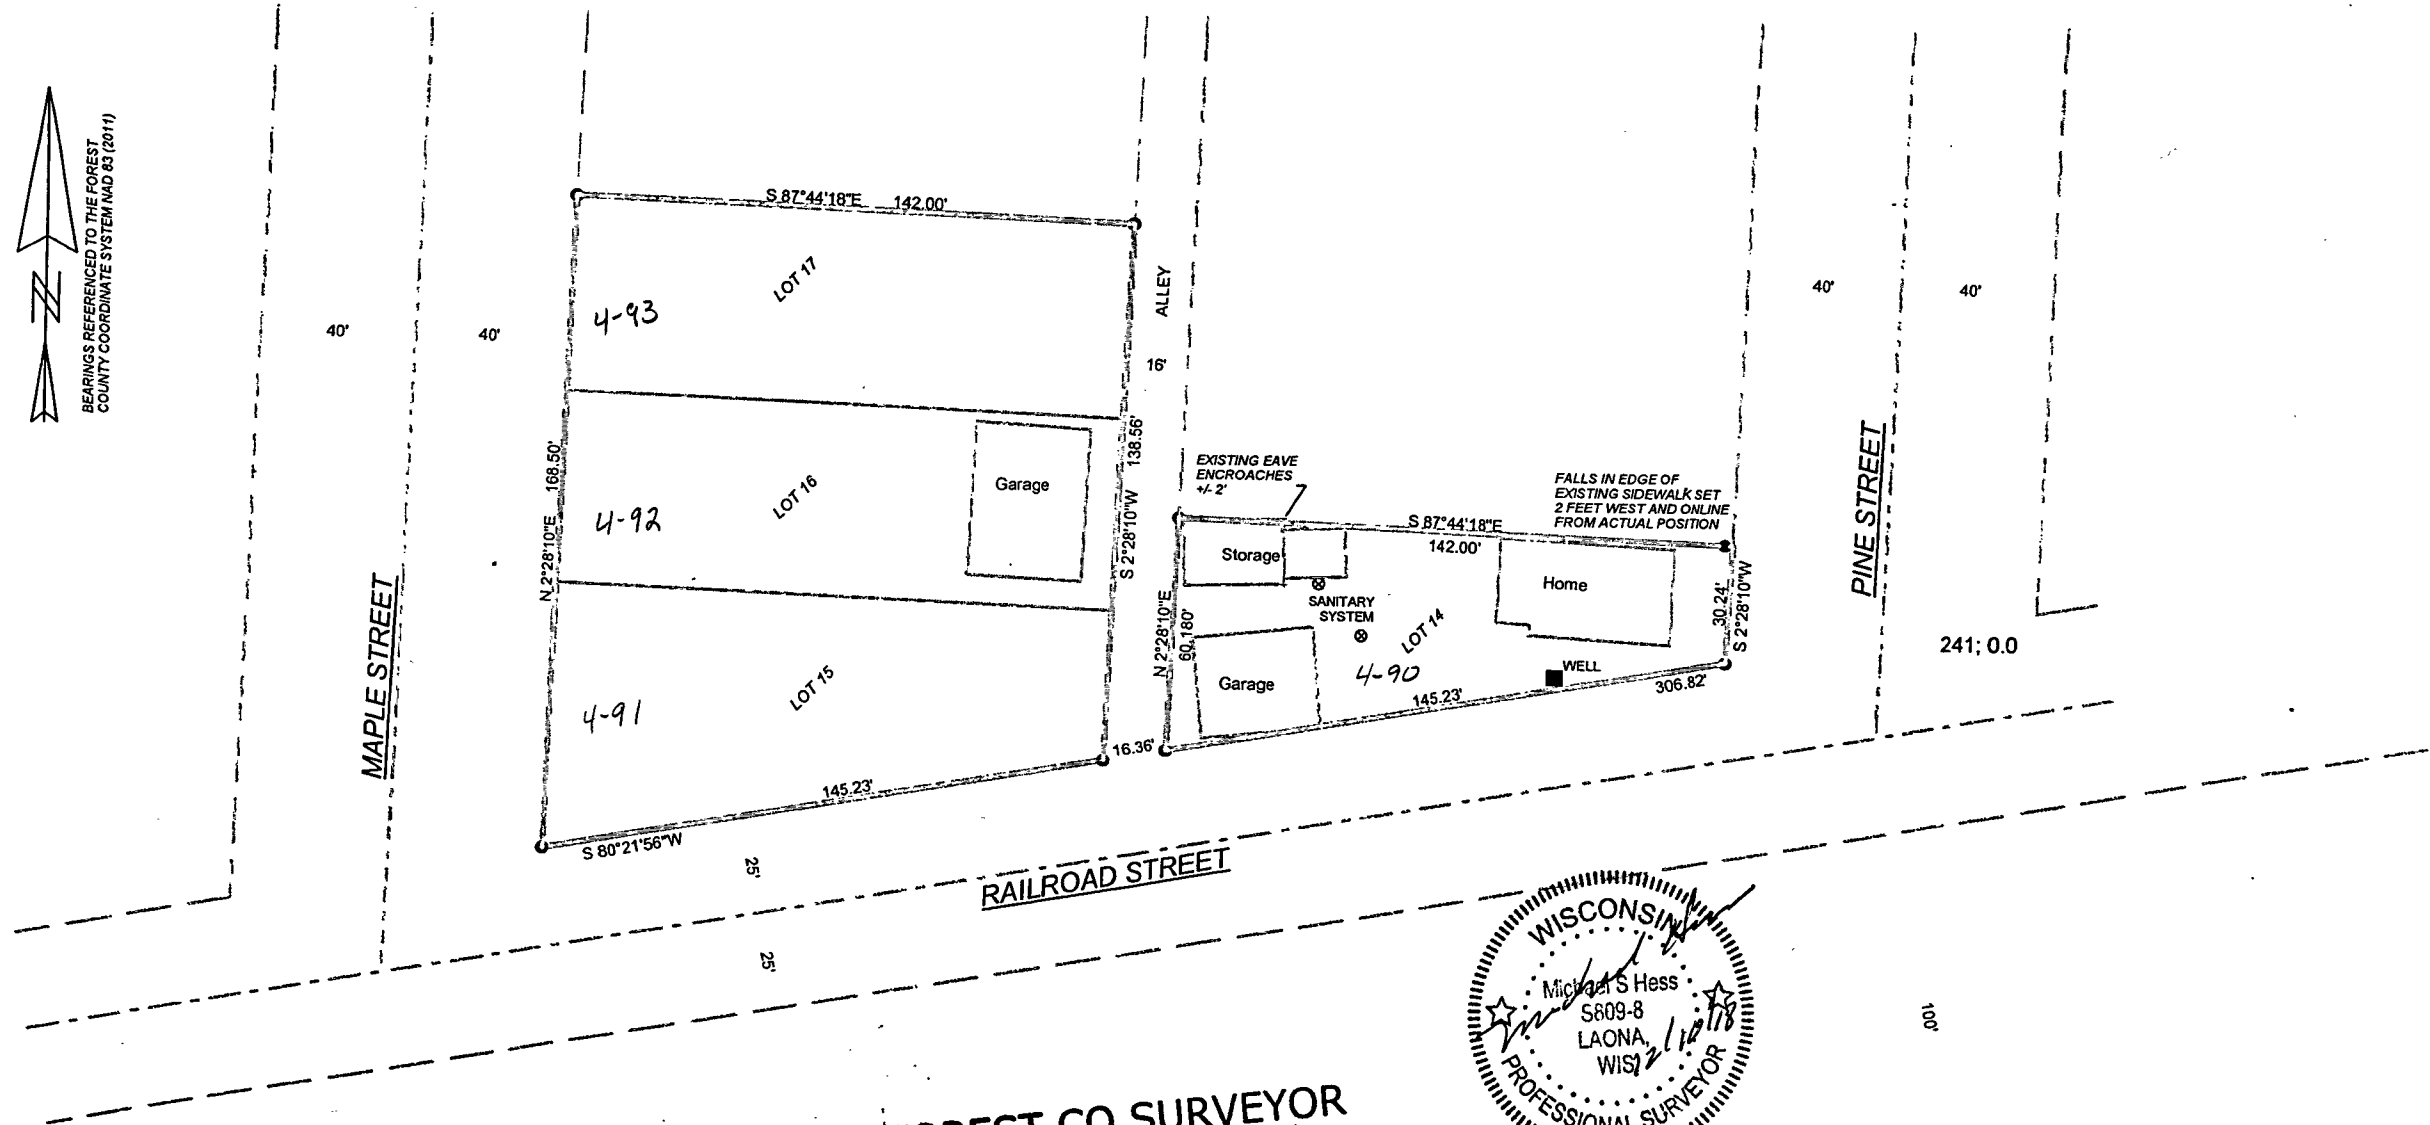 BEARINGS REFERENCED TO THE FOREST
COUNTY COORDINATE SYSTEM NAD 83 (2011)
N
40'
40'
MAPLE STREET
S 87°44'18"E 142.00'
LOT 17
4-93
LOT 16
4-92
Garage
LOT 15
4-91
N 2°28'10"E 168.50'
S 2°28'10"W 138.56'
145.23'
S 80°21'56"W
ALLEY
16'
16.36'
EXISTING EAVE
ENCROACHES
+/- 2'
FALLS IN EDGE OF
EXISTING SIDEWALK SET
2 FEET WEST AND ONLINE
FROM ACTUAL POSITION
S 87°44'18"E
142.00'
Storage
Home
SANITARY
SYSTEM
LOT 14
4-90
Garage
WELL
N 2°28'10"E
60.180'
30.24'
S 2°28'10"W
145.23'
306.82'
40'
40'
PINE STREET
241; 0.0
25'
RAILROAD STREET
25'
100'
WISCONSIN
Michael S Hess
S609-8
LAONA,
WIS
12/10/18
PROFESSIONAL SURVEYOR
CO SURVEYOR